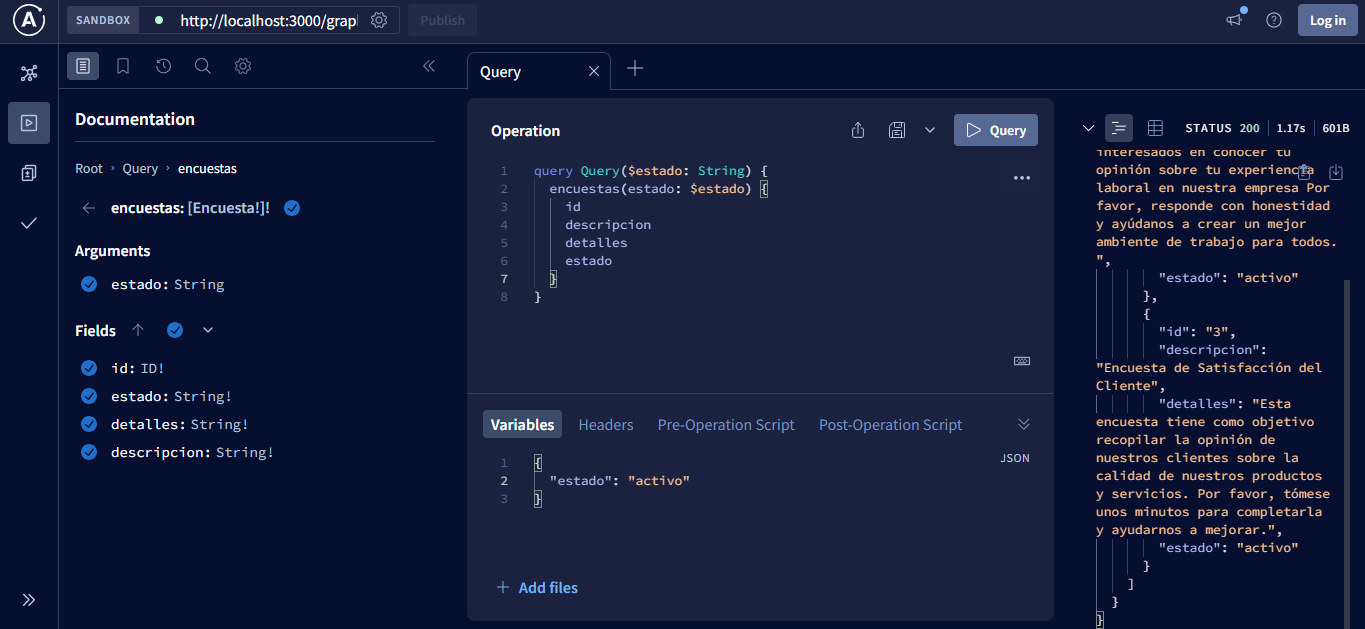 SANDBOX
http://localhost:3000/grap
Publish
Log in
Documentation
Root › Query › encuestas
encuestas: [Encuesta!]!
Arguments
estado: String
Fields
id: ID!
estado: String!
detalles: String!
descripcion: String!
Query
Operation
Query
1 query Query($estado: String) {
2 encuestas(estado: $estado) {
3 id
4 descripcion
5 detalles
6 estado
7 }
8 }
Variables Headers Pre-Operation Script Post-Operation Script
JSON
1 {
2 "estado": "activo"
3 }
Add files
STATUS 200 1.17s 601B
interesados en conocer tu
opinión sobre tu experiencia
laboral en nuestra empresa Por
favor, responde con honestidad
y ayúdanos a crear un mejor
ambiente de trabajo para todos.
",
"estado": "activo"
},
{
"id": "3",
"descripcion":
"Encuesta de Satisfacción del
Cliente",
"detalles": "Esta
encuesta tiene como objetivo
recopilar la opinión de
nuestros clientes sobre la
calidad de nuestros productos
y servicios. Por favor, tómese
unos minutos para completarla
y ayudarnos a mejorar.",
"estado": "activo"
}
]
}
}